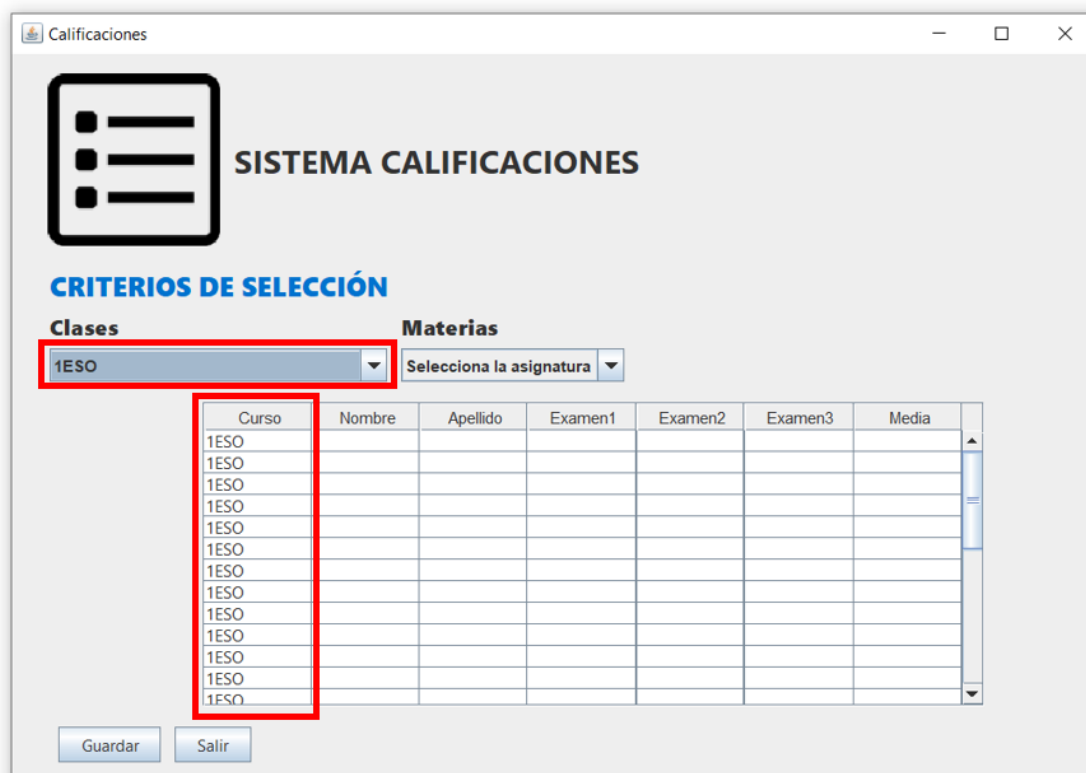 Calificaciones
SISTEMA CALIFICACIONES
CRITERIOS DE SELECCIÓN
Clases Materias
1ESO Selecciona la asignatura
Curso Nombre Apellido Examen1 Examen2 Examen3 Media
1ESO
1ESO
1ESO
1ESO
1ESO
1ESO
1ESO
1ESO
1ESO
1ESO
1ESO
1ESO
1ESO
Guardar Salir